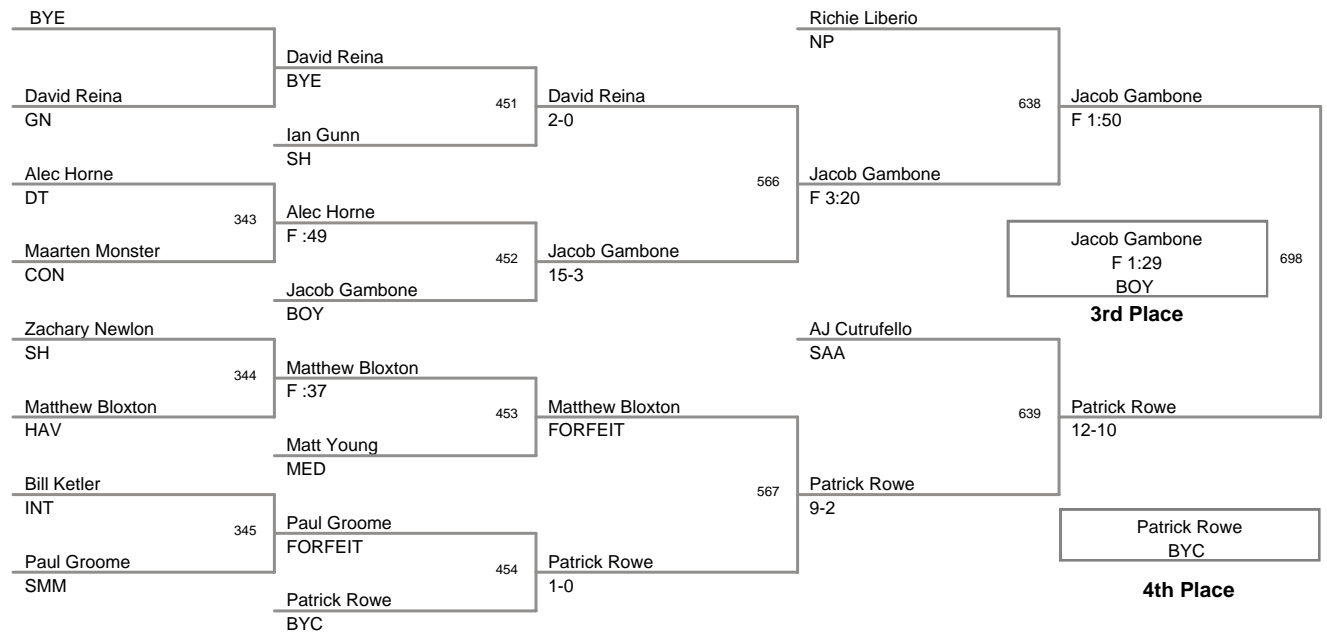 BYE
David Reina
GN
Alec Horne
DT
343
Maarten Monster
CON
Zachary Newlon
SH
344
Matthew Bloxton
HAV
Bill Ketler
INT
345
Paul Groome
SMM
David Reina
BYE
451
Ian Gunn
SH
Alec Horne
F :49
452
Jacob Gambone
BOY
Matthew Bloxton
F :37
453
Matt Young
MED
Paul Groome
FORFEIT
454
Patrick Rowe
BYC
David Reina
2-0
566
Jacob Gambone
15-3
Matthew Bloxton
FORFEIT
567
Patrick Rowe
1-0
Richie Liberio
NP
638
Jacob Gambone
F 3:20
AJ Cutrufello
SAA
639
Patrick Rowe
9-2
Jacob Gambone
F 1:50
698
Patrick Rowe
12-10
Jacob Gambone
F 1:29
BOY
3rd Place
Patrick Rowe
BYC
4th Place